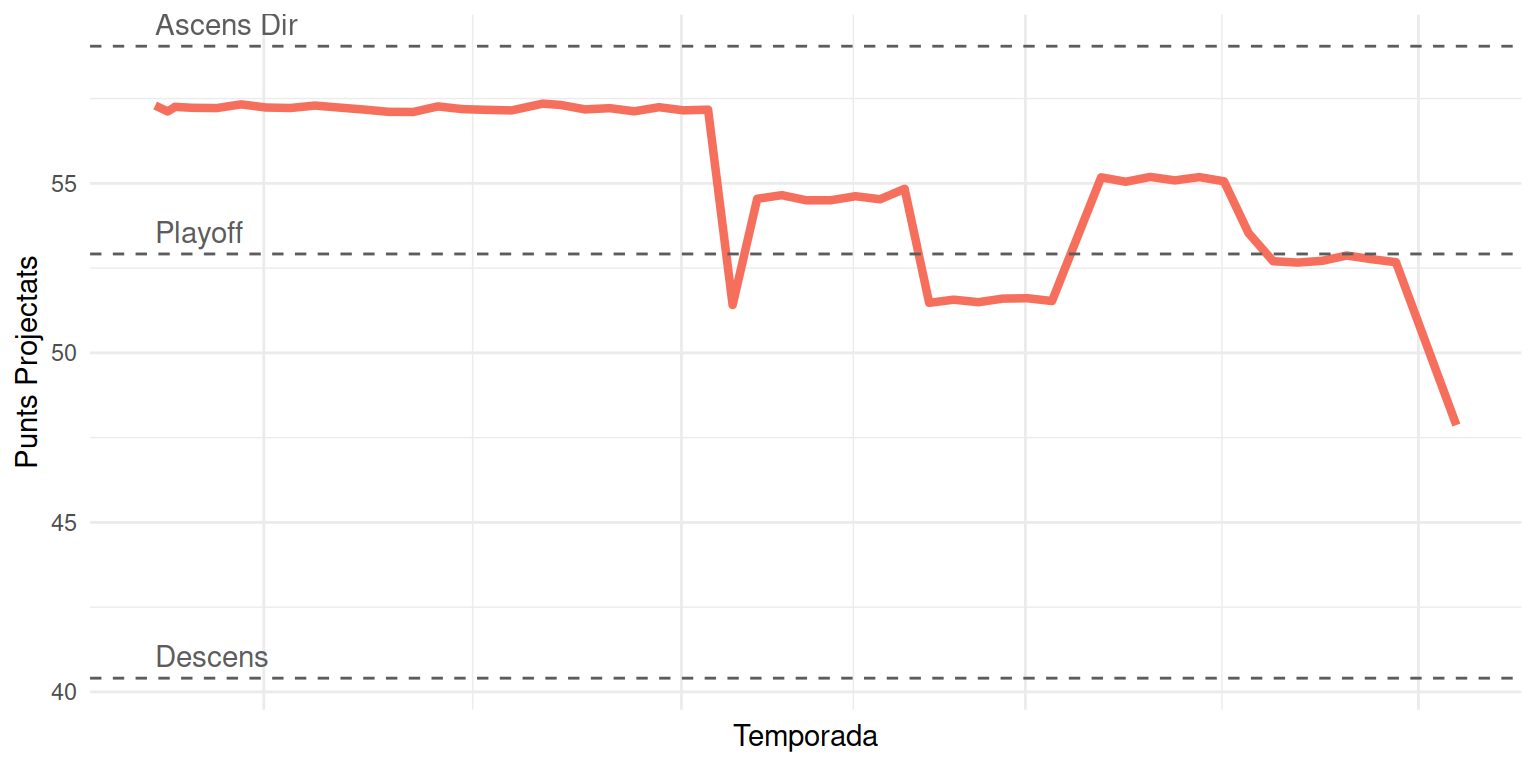 Ascens Dir
55
Playoff
Punts Projectats
50
45
Descens
40
Temporada